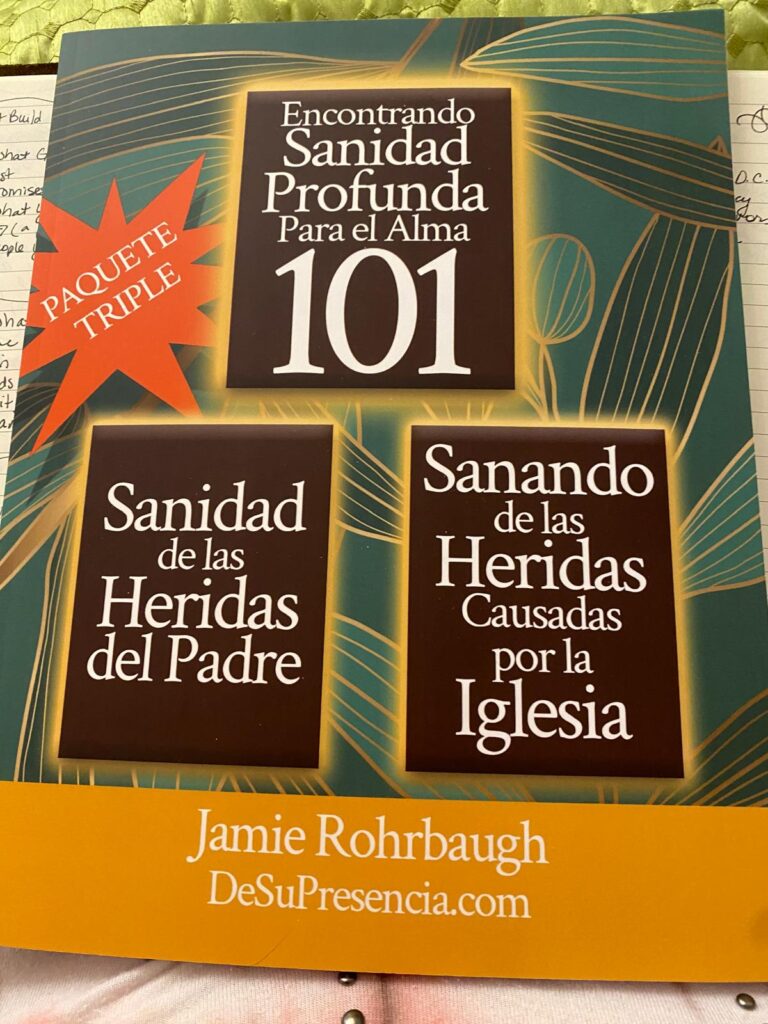 Encontrando
Sanidad
Profunda
Para el Alma
101
PAQUETE
TRIPLE
Sanidad
de las
Heridas
del Padre
Sanando
de las
Heridas
Causadas
por la
Iglesia
Jamie Rohrbaugh
DeSuPresencia.com
Build
D.C.